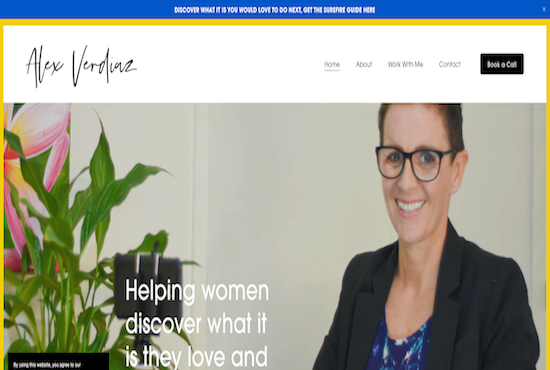 DISCOVER WHAT IT IS YOU WOULD LOVE TO DO NEXT, GET THE SUREFIRE GUIDE HERE
x
Alex Verdiaz
Home
About
Work With Me
Contact
Book a Call
Helping women
discover what it
is they love and
By using this website, you agree to our